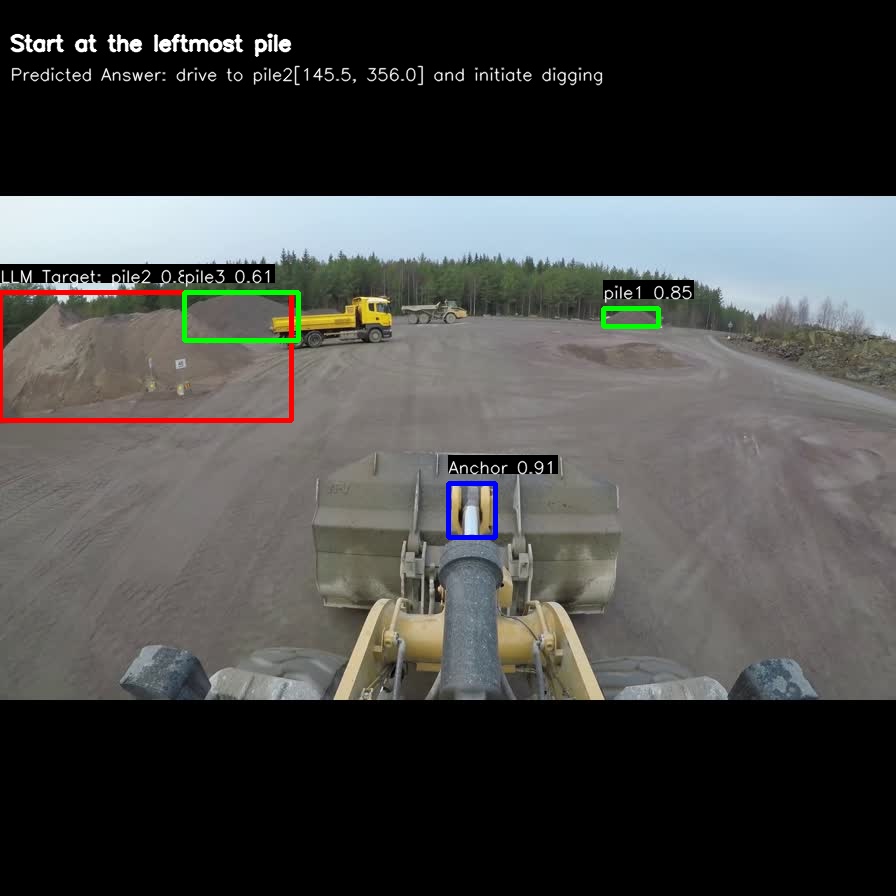 Start at the leftmost pile
Predicted Answer: drive to pile2[145.5, 356.0] and initiate digging
LLM Target: pile2 0.8
pile3 0.61
pile1 0.85
Anchor 0.91